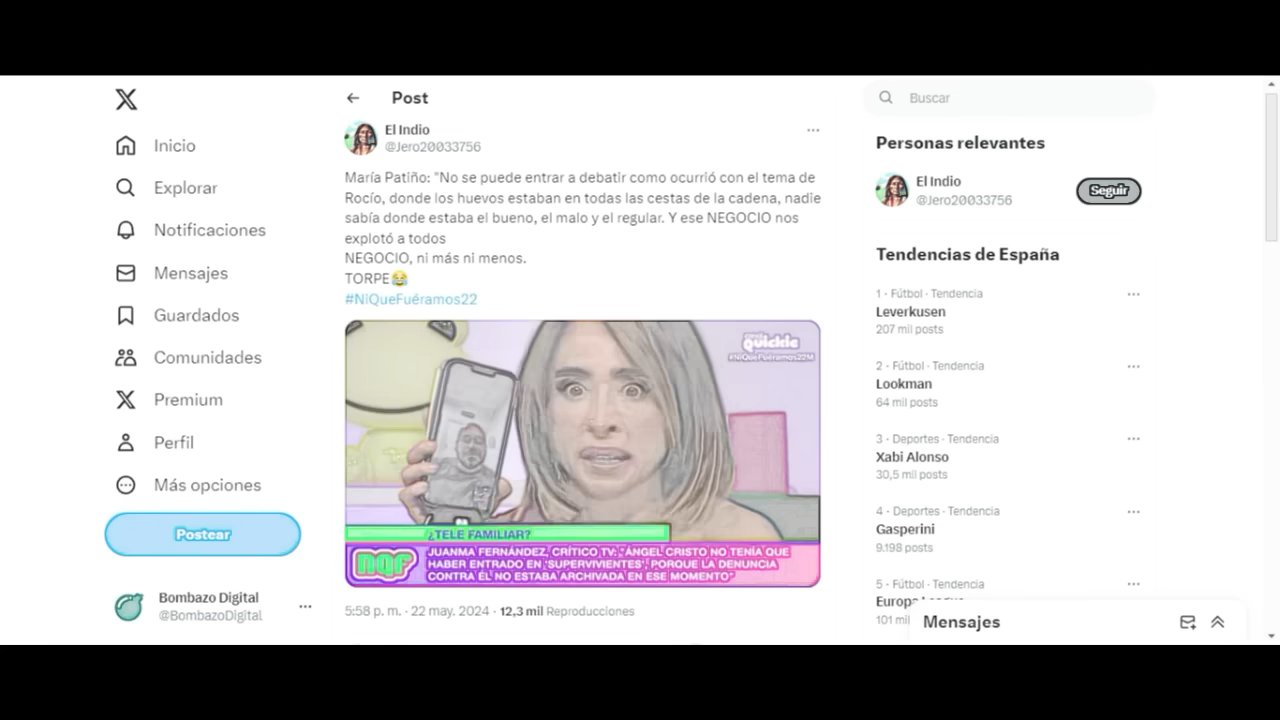 Inicio
Explorar
Notificaciones
Mensajes
Guardados
Comunidades
Premium
Perfil
Más opciones
Postear
Bombazo Digital
@BombazoDigital
Post
El Indio
@Jero20033756
María Patiño: "No se puede entrar a debatir como ocurrió con el tema de
Rocío, donde los huevos estaban en todas las cestas de la cadena, nadie
sabía donde estaba el bueno, el malo y el regular. Y ese NEGOCIO nos
explotó a todos
NEGOCIO, ni más ni menos.
TORPE😂
#NiQueFuéramos22
quickie
#NiQueFuéramos22M
¿TELE FAMILIAR?
nqf
JUANMA FERNÁNDEZ, CRÍTICO TV: "ÁNGEL CRISTO NO TENÍA QUE
HABER ENTRADO EN 'SUPERVIVIENTES', PORQUE LA DENUNCIA
CONTRA ÉL NO ESTABA ARCHIVADA EN ESE MOMENTO"
5:58 p. m. · 22 may. 2024 · 12,3 mil Reproducciones
Buscar
Personas relevantes
El Indio
@Jero20033756
Seguir
Tendencias de España
1 · Fútbol · Tendencia
Leverkusen
207 mil posts
2 · Fútbol · Tendencia
Lookman
64 mil posts
3 · Deportes · Tendencia
Xabi Alonso
30,5 mil posts
4 · Deportes · Tendencia
Gasperini
9.198 posts
5 · Fútbol · Tendencia
Europa League
101 mil
Mensajes